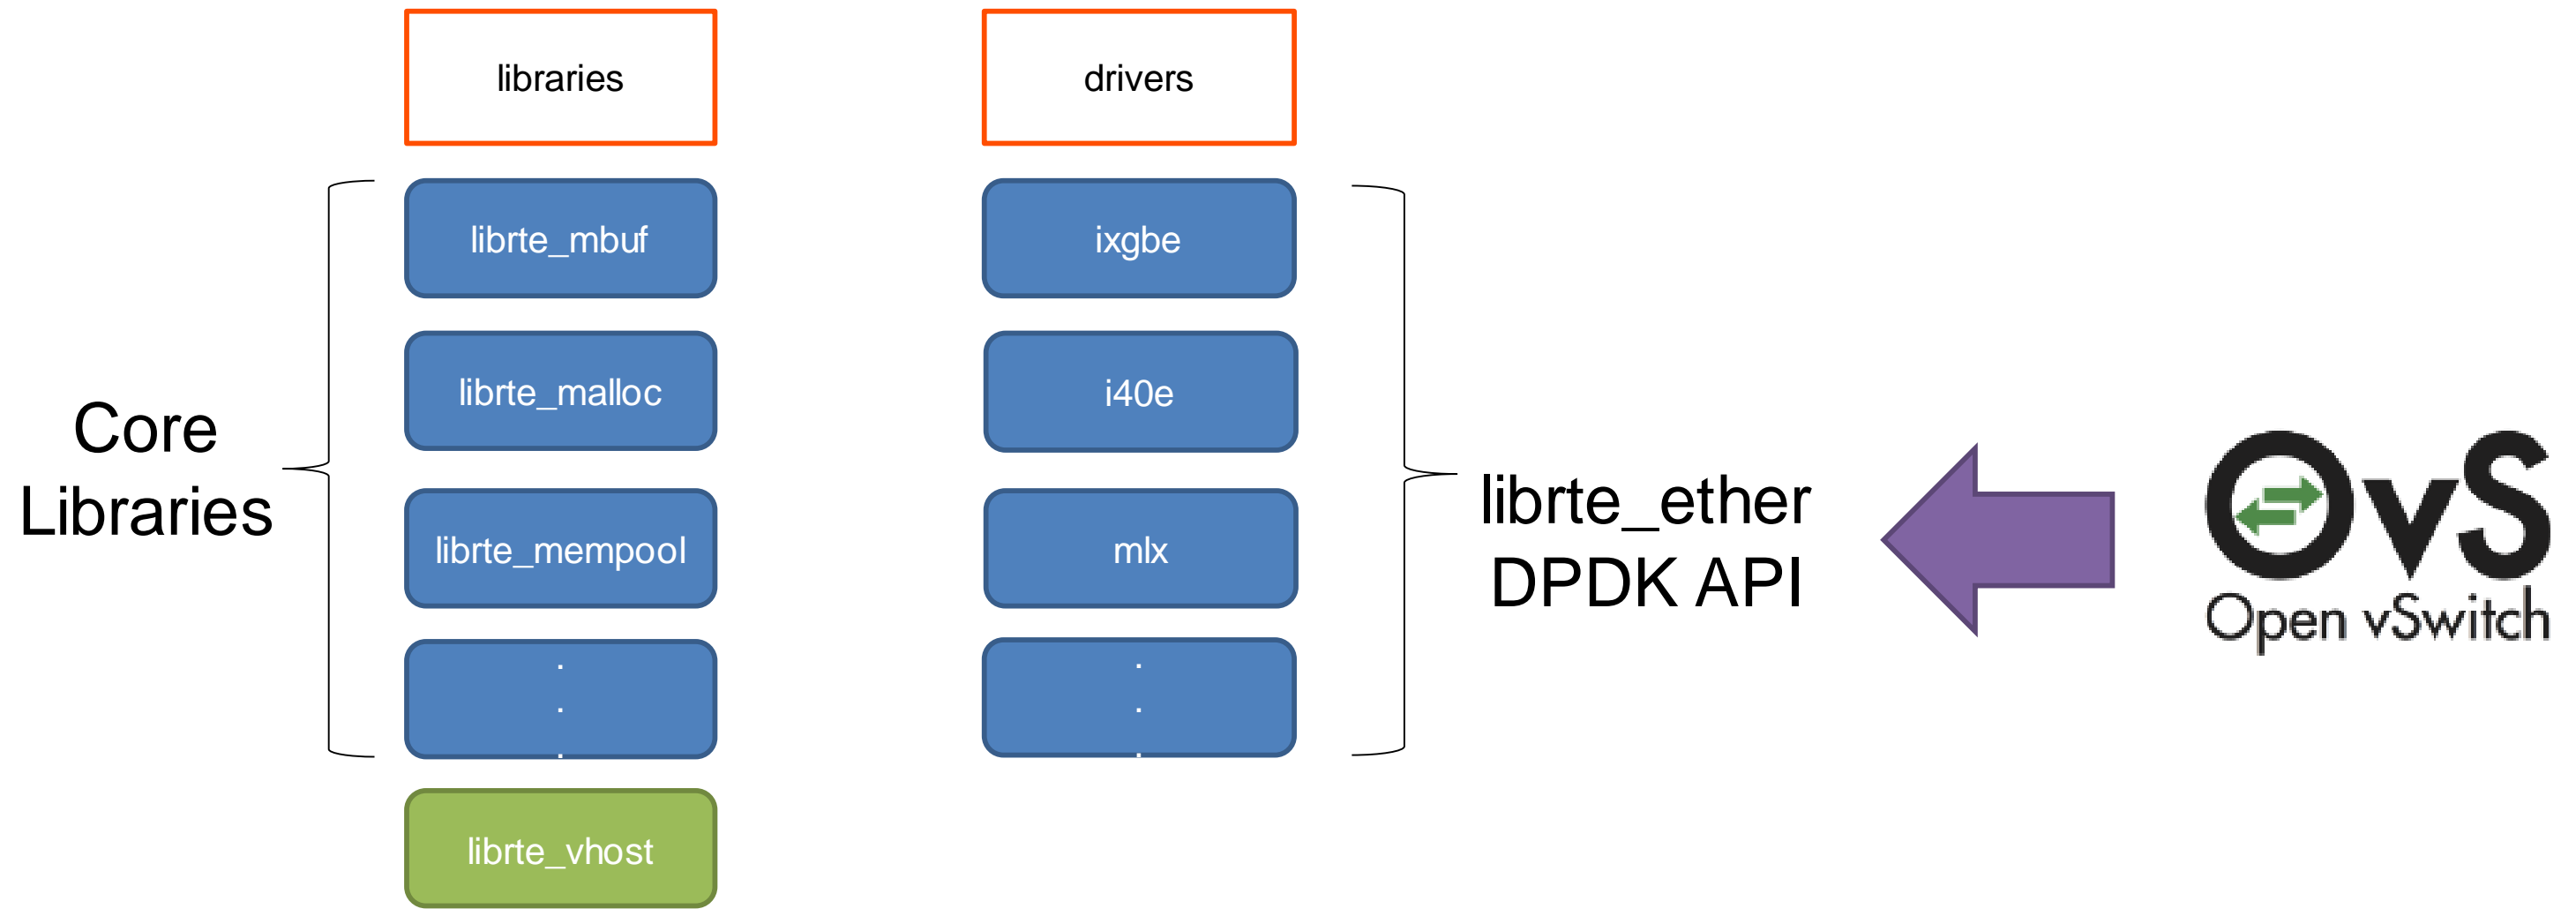 libraries
drivers
Core
Libraries
librte_mbuf
librte_malloc
librte_mempool
.
.
.
librte_vhost
ixgbe
i40e
mlx
.
.
.
librte_ether
DPDK API
OvS
Open vSwitch